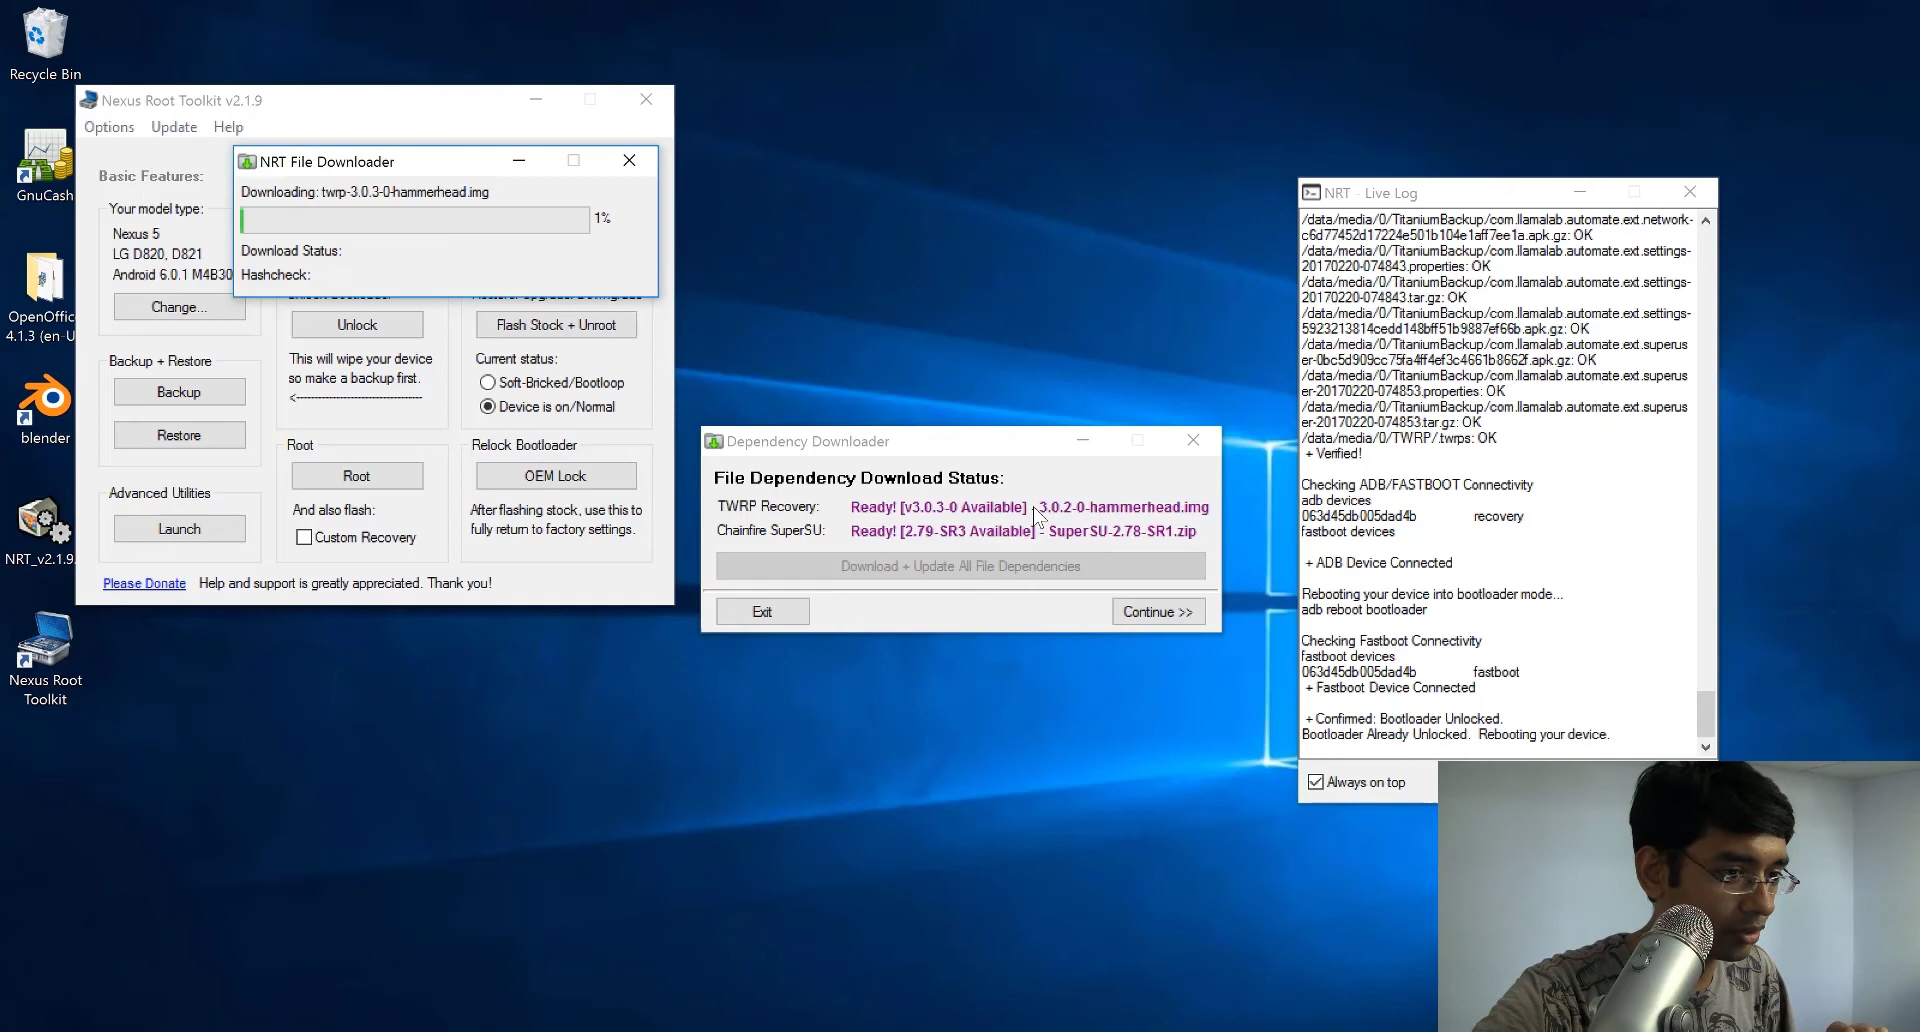 Recycle Bin
GnuCash
OpenOffic
4.1.3 (en-U
blender
NRT_v2.1.9.
Nexus Root
Toolkit
Nexus Root Toolkit v2.1.9
Options Update Help
Basic Features:
Your model type:
Nexus 5
LG D820, D821
Android 6.0.1 M4B30
Change...
Backup + Restore
Backup
Restore
Advanced Utilities
Launch
Please Donate Help and support is greatly appreciated. Thank you!
NRT File Downloader
Downloading: twrp-3.0.3-0-hammerhead.img
1%
Download Status:
Hashcheck:
Unlock
This will wipe your device
so make a backup first.
Root
Root
And also flash:
Custom Recovery
Flash Stock + Unroot
Current status:
Soft-Bricked/Bootloop
Device is on/Normal
Relock Bootloader
OEM Lock
After flashing stock, use this to
fully return to factory settings.
Dependency Downloader
File Dependency Download Status:
TWRP Recovery: Ready! [v3.0.3-0 Available] - 3.0.2-0-hammerhead.img
Chainfire SuperSU: Ready! [2.79-SR3 Available] - SuperSU-2.78-SR1.zip
Download + Update All File Dependencies
Exit
Continue >>
NRT - Live Log
/data/media/0/TitaniumBackup/com.llamalab.automate.ext.network-
c6d77452d17224e501b104e1aff7ee1a.apk.gz: OK
/data/media/0/TitaniumBackup/com.llamalab.automate.ext.settings-
20170220-074843.properties: OK
/data/media/0/TitaniumBackup/com.llamalab.automate.ext.settings-
20170220-074843.tar.gz: OK
/data/media/0/TitaniumBackup/com.llamalab.automate.ext.settings-
5923213814cedd148bff51b9887ef66b.apk.gz: OK
/data/media/0/TitaniumBackup/com.llamalab.automate.ext.superus
er-0bc5d909cc75fa4ff4ef3c4661b8662f.apk.gz: OK
/data/media/0/TitaniumBackup/com.llamalab.automate.ext.superus
er-20170220-074853.properties: OK
/data/media/0/TitaniumBackup/com.llamalab.automate.ext.superus
er-20170220-074853.tar.gz: OK
/data/media/0/TWRP/.twrps: OK
+ Verified!
Checking ADB/FASTBOOT Connectivity
adb devices
063d45db005dad4b recovery
fastboot devices
+ ADB Device Connected
Rebooting your device into bootloader mode...
adb reboot bootloader
Checking Fastboot Connectivity
fastboot devices
063d45db005dad4b fastboot
+ Fastboot Device Connected
+ Confirmed: Bootloader Unlocked.
Bootloader Already Unlocked. Rebooting your device.
Always on top